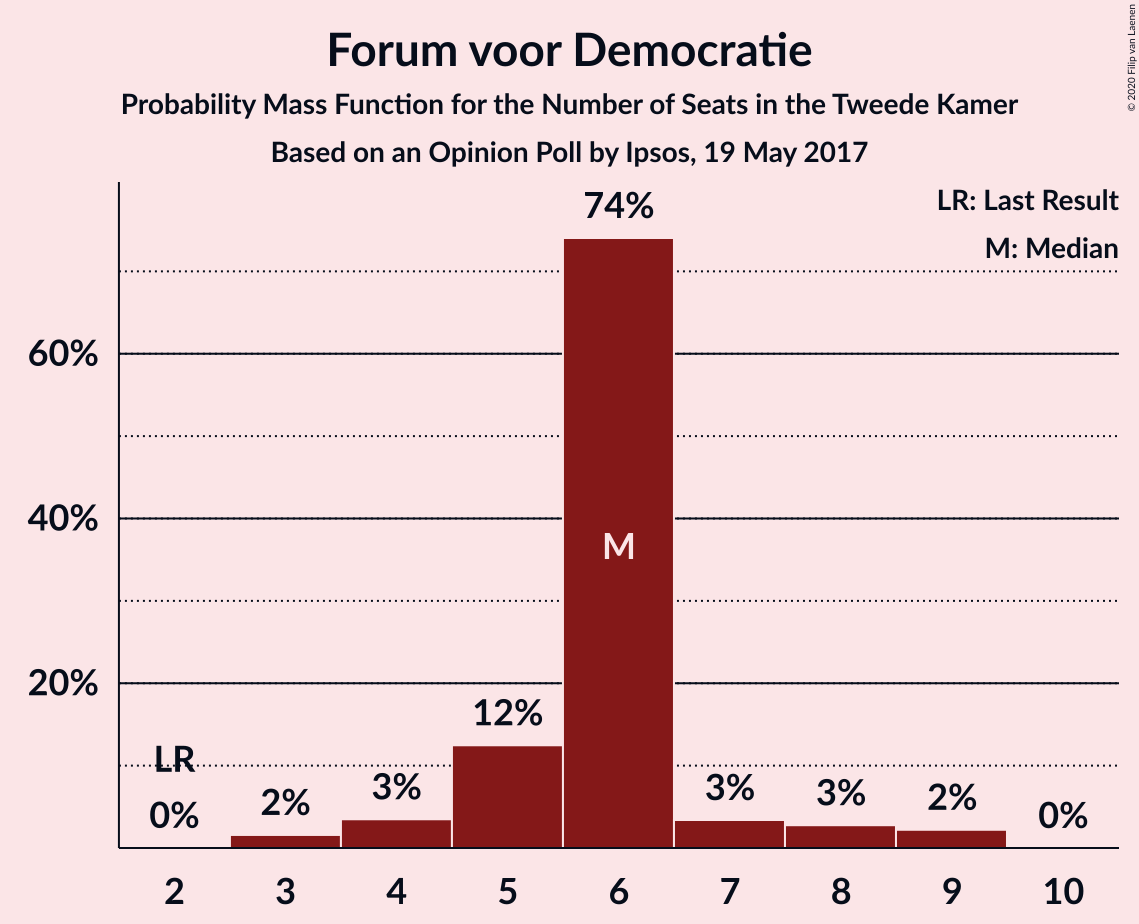 Forum voor Democratie
Probability Mass Function for the Number of Seats in the Tweede Kamer
Based on an Opinion Poll by Ipsos, 19 May 2017
© 2020 Filip van Laenen
LR: Last Result
M: Median
74%
60%
40%
20%
M
LR
0%
2%
3%
12%
3%
3%
2%
0%
2 3 4 5 6 7 8 9 10